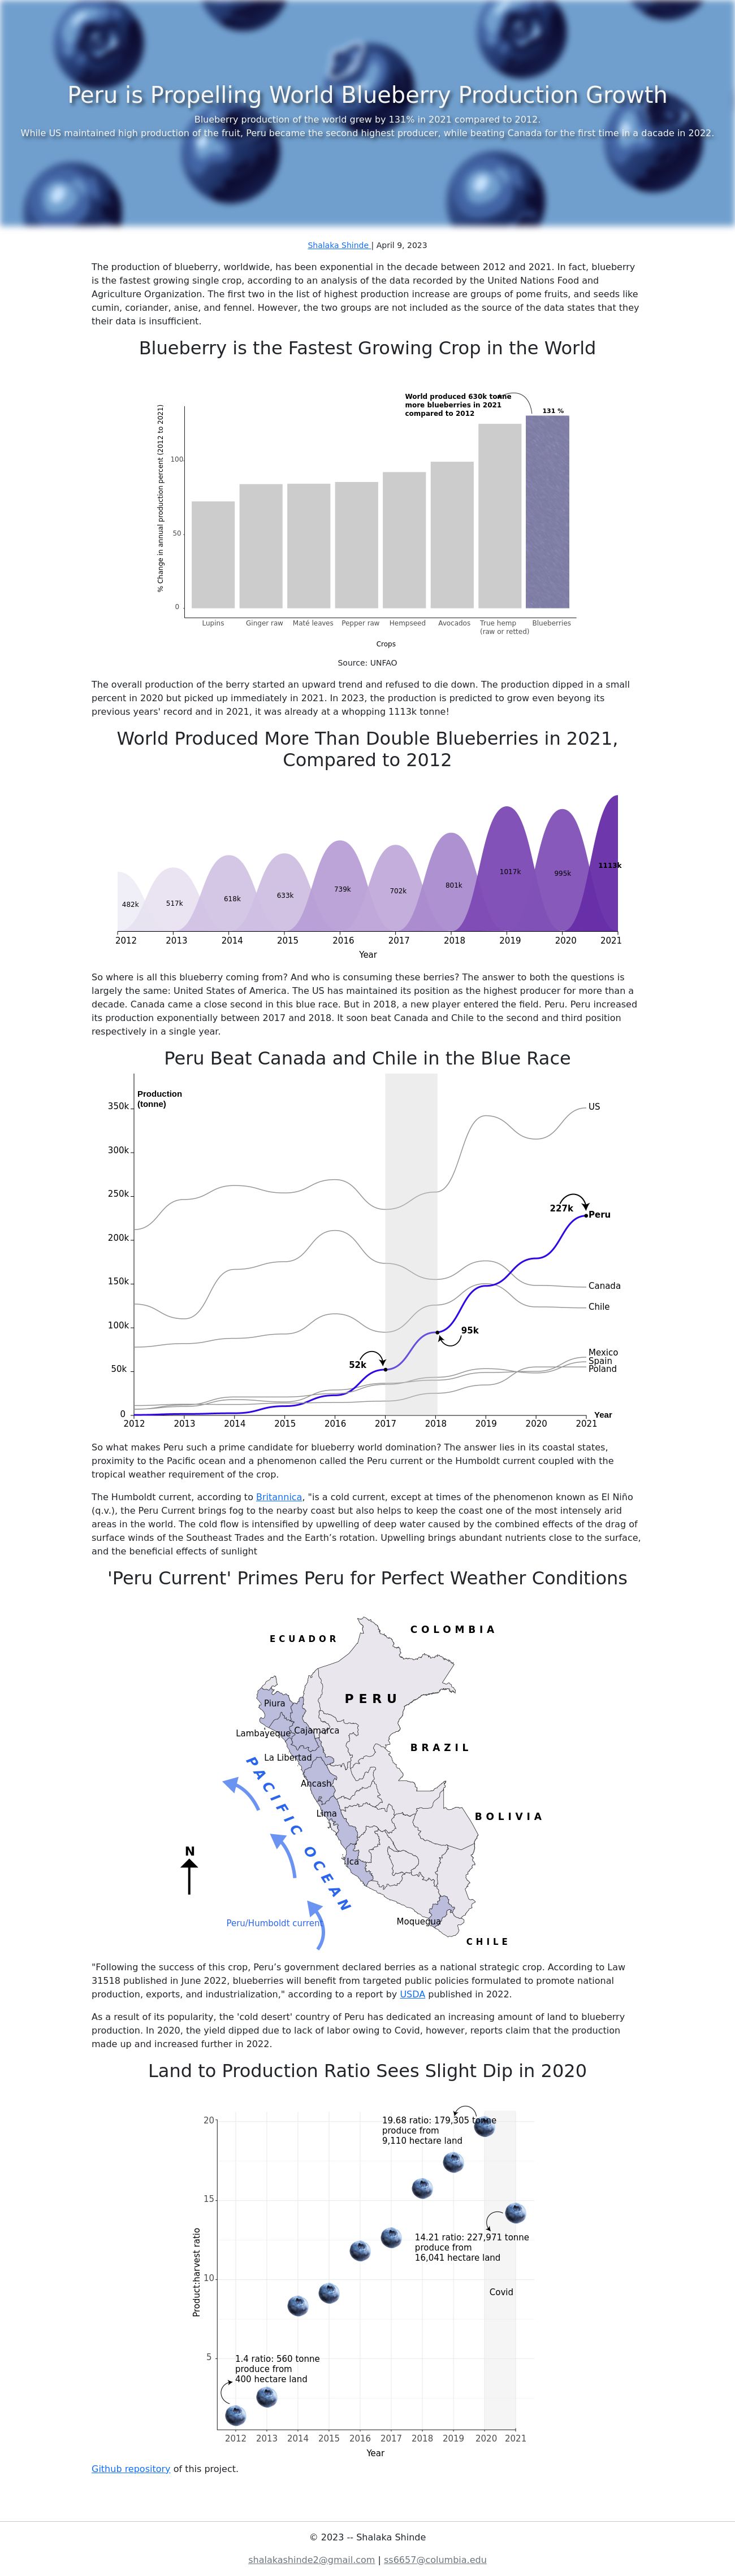 Peru is Propelling World Blueberry Production Growth
Blueberry production of the world grew by 131% in 2021 compared to 2012.
While US maintained high production of the fruit, Peru became the second highest producer, while beating Canada for the first time in a dacade in 2022.
Shalaka Shinde | April 9, 2023
The production of blueberry, worldwide, has been exponential in the decade between 2012 and 2021. In fact, blueberry
is the fastest growing single crop, according to an analysis of the data recorded by the United Nations Food and
Agriculture Organization. The first two in the list of highest production increase are groups of pome fruits, and seeds like
cumin, coriander, anise, and fennel. However, the two groups are not included as the source of the data states that they
their data is insufficient.
Blueberry is the Fastest Growing Crop in the World
World produced 630k tonne
more blueberries in 2021
compared to 2012
131 %
% Change in annual production percent (2012 to 2021)
100
50
0
Lupins
Ginger raw
Maté leaves
Pepper raw
Hempseed
Avocados
True hemp
(raw or retted)
Blueberries
Crops
Source: UNFAO
The overall production of the berry started an upward trend and refused to die down. The production dipped in a small
percent in 2020 but picked up immediately in 2021. In 2023, the production is predicted to grow even beyong its
previous years' record and in 2021, it was already at a whopping 1113k tonne!
World Produced More Than Double Blueberries in 2021,
Compared to 2012
482k
517k
618k
633k
739k
702k
801k
1017k
995k
1113k
2012
2013
2014
2015
2016
2017
2018
2019
2020
2021
Year
So where is all this blueberry coming from? And who is consuming these berries? The answer to both the questions is
largely the same: United States of America. The US has maintained its position as the highest producer for more than a
decade. Canada came a close second in this blue race. But in 2018, a new player entered the field. Peru. Peru increased
its production exponentially between 2017 and 2018. It soon beat Canada and Chile to the second and third position
respectively in a single year.
Peru Beat Canada and Chile in the Blue Race
Production
(tonne)
350k
300k
250k
200k
150k
100k
50k
0
US
227k
Peru
Canada
Chile
95k
52k
Mexico
Spain
Poland
Year
2012
2013
2014
2015
2016
2017
2018
2019
2020
2021
So what makes Peru such a prime candidate for blueberry world domination? The answer lies in its coastal states,
proximity to the Pacific ocean and a phenomenon called the Peru current or the Humboldt current coupled with the
tropical weather requirement of the crop.
The Humboldt current, according to Britannica, "is a cold current, except at times of the phenomenon known as El Niño
(q.v.), the Peru Current brings fog to the nearby coast but also helps to keep the coast one of the most intensely arid
areas in the world. The cold flow is intensified by upwelling of deep water caused by the combined effects of the drag of
surface winds of the Southeast Trades and the Earth's rotation. Upwelling brings abundant nutrients close to the surface,
and the beneficial effects of sunlight
'Peru Current' Primes Peru for Perfect Weather Conditions
COLOMBIA
ECUADOR
PERU
Piura
Lambayeque
Cajamarca
BRAZIL
La Libertad
Ancash
Lima
BOLIVIA
PACIFIC OCEAN
N
Ica
Moquegua
Peru/Humboldt current
CHILE
"Following the success of this crop, Peru's government declared berries as a national strategic crop. According to Law
31518 published in June 2022, blueberries will benefit from targeted public policies formulated to promote national
production, exports, and industrialization," according to a report by USDA published in 2022.
As a result of its popularity, the 'cold desert' country of Peru has dedicated an increasing amount of land to blueberry
production. In 2020, the yield dipped due to lack of labor owing to Covid, however, reports claim that the production
made up and increased further in 2022.
Land to Production Ratio Sees Slight Dip in 2020
19.68 ratio: 179,305 tonne
produce from
9,110 hectare land
14.21 ratio: 227,971 tonne
produce from
16,041 hectare land
Covid
1.4 ratio: 560 tonne
produce from
400 hectare land
Product:harvest ratio
20
15
10
5
2012
2013
2014
2015
2016
2017
2018
2019
2020
2021
Year
Github repository of this project.
© 2023 -- Shalaka Shinde
shalakashinde2@gmail.com | ss6657@columbia.edu